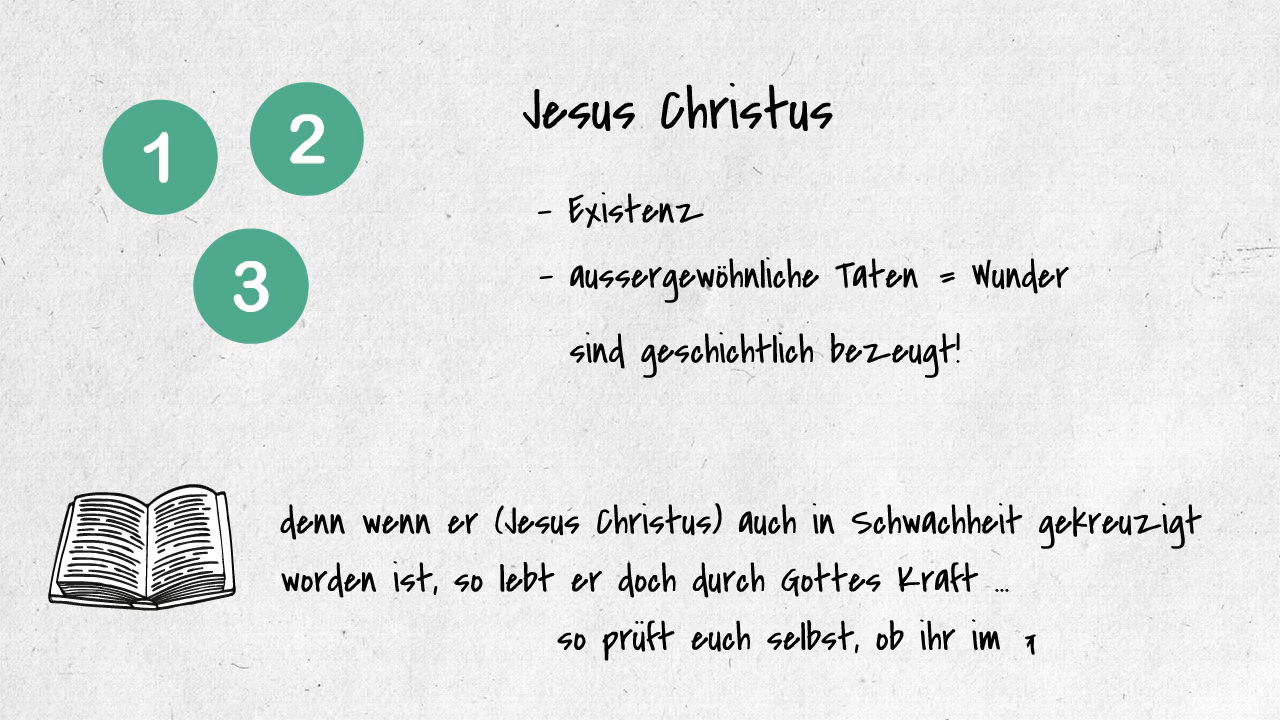 1
2
3
Jesus Christus
- Existenz
- aussergewöhnliche Taten = Wunder
sind geschichtlich bezeugt!
denn wenn er (Jesus Christus) auch in Schwachheit gekreuzigt
worden ist, so lebt er doch durch Gottes Kraft ...
so prüft euch selbst, ob ihr im